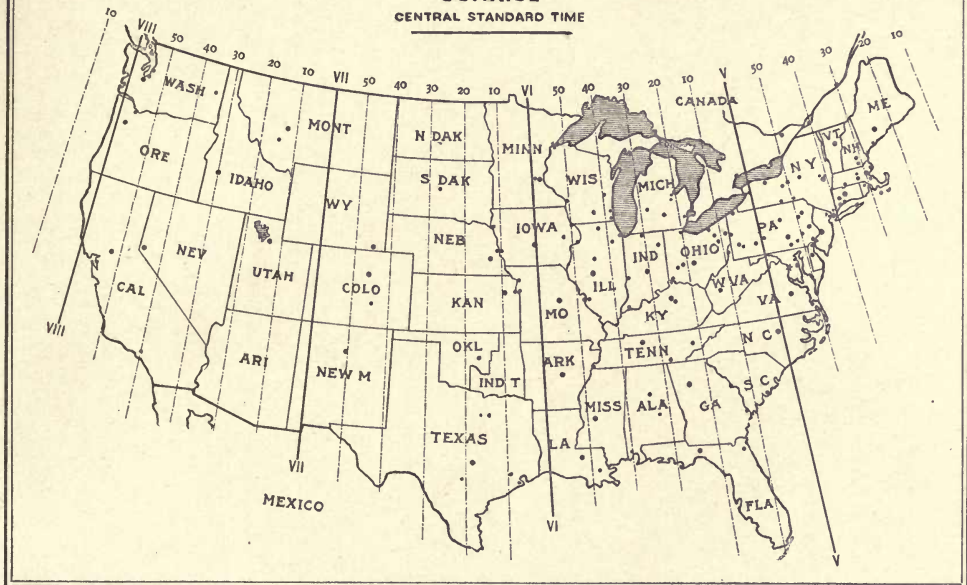 CENTRAL STANDARD TIME
10 VIII 50 40 30 20 10 VII 50 40 30 20 10 VI 50 40 30 20 10 V 50 40 30 20 10
WASH
MONT
N DAK
MINN
CANADA
ME
ORE
IDAHO
S DAK
WIS
MICH
NY
VT
NH
WY
NEB
IOWA
PA
NEV
UTAH
COLO
ILL
IND
OHIO
W VA
CAL
KAN
MO
KY
VA
ARI
NEW M
OKL
IND T
ARK
TENN
N C
S C
TEXAS
LA
MISS
ALA
GA
FLA
MEXICO
VIII
VII
VI
V